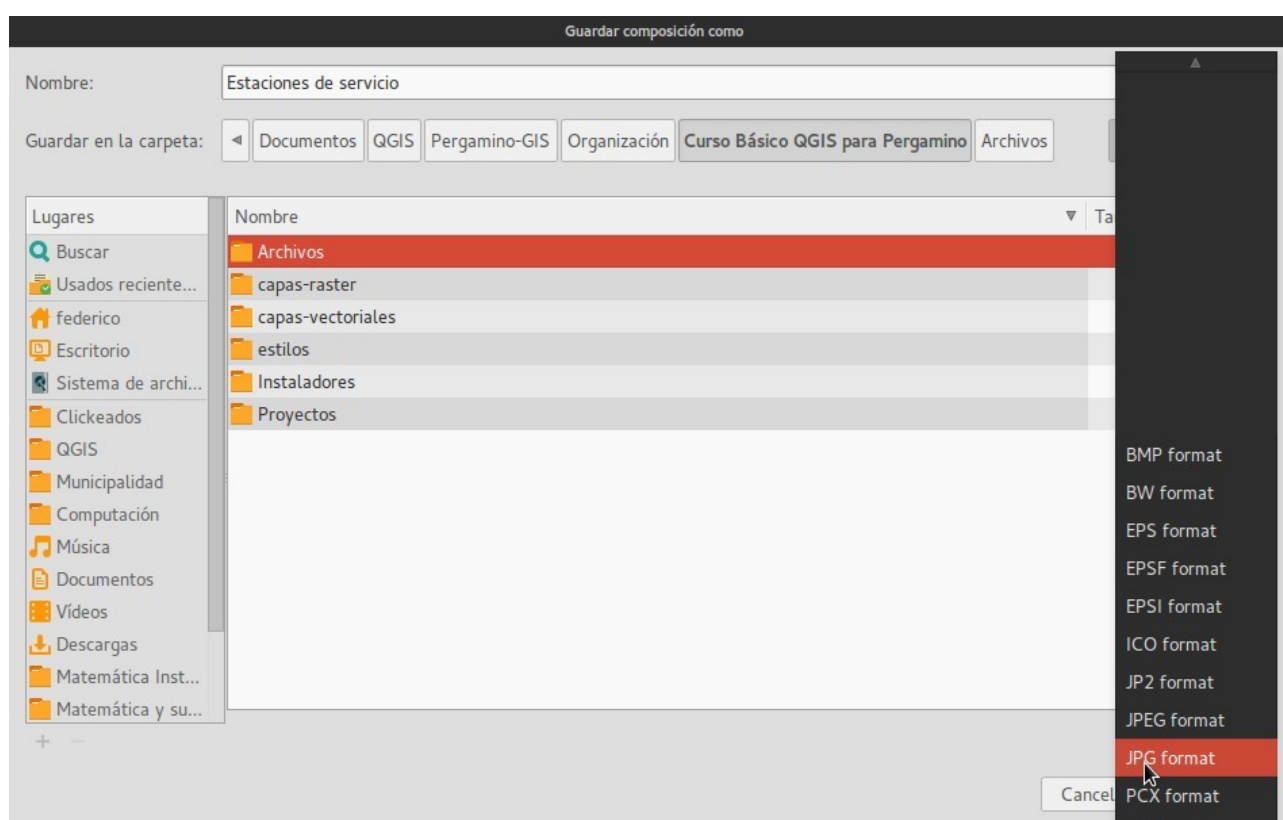 Guardar composición como
Nombre:
Estaciones de servicio
Guardar en la carpeta:
Documentos
QGIS
Pergamino-GIS
Organización
Curso Básico QGIS para Pergamino
Archivos
Lugares
Buscar
Usados reciente...
federico
Escritorio
Sistema de archi...
Clickeados
QGIS
Municipalidad
Computación
Música
Documentos
Vídeos
Descargas
Matemática Inst...
Matemática y su...
Nombre
Ta
Archivos
capas-raster
capas-vectoriales
estilos
Instaladores
Proyectos
BMP format
BW format
EPS format
EPSF format
EPSI format
ICO format
JP2 format
JPEG format
JPG format
PCX format
Cancel